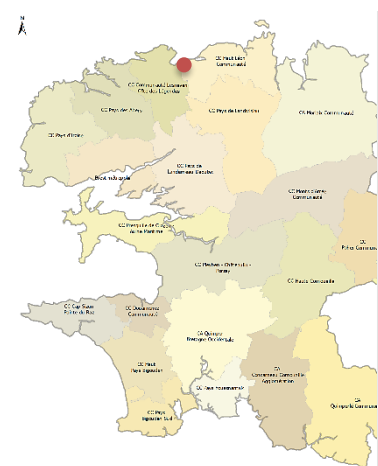 N
CC Haut Léon
Communauté
CC Communauté Lesneven
Côte des Légendes
CC Pays des Abers
CC Pays de Landivisiau
CA Morlaix Communauté
CC Pays d'Iroise
CC Pays de
Landerneau Daoulas
Brest métropole
CC Monts d'Arrée
Communauté
CC Presqu'île de Crozon
Aulne Maritime
CC
Poher Communauté
CC Pleyben - Châteaulin -
Porzay
CC Haute Cornouaille
CC Cap Sizun
Pointe du Raz
CC Douarnenez
Communauté
CA Quimper
Bretagne Occidentale
CC Haut
Pays Bigouden
CA
Concarneau Cornouaille
Agglomération
CC Pays Fouesnantais
CA
Quimperlé Communauté
CC Pays
Bigouden Sud